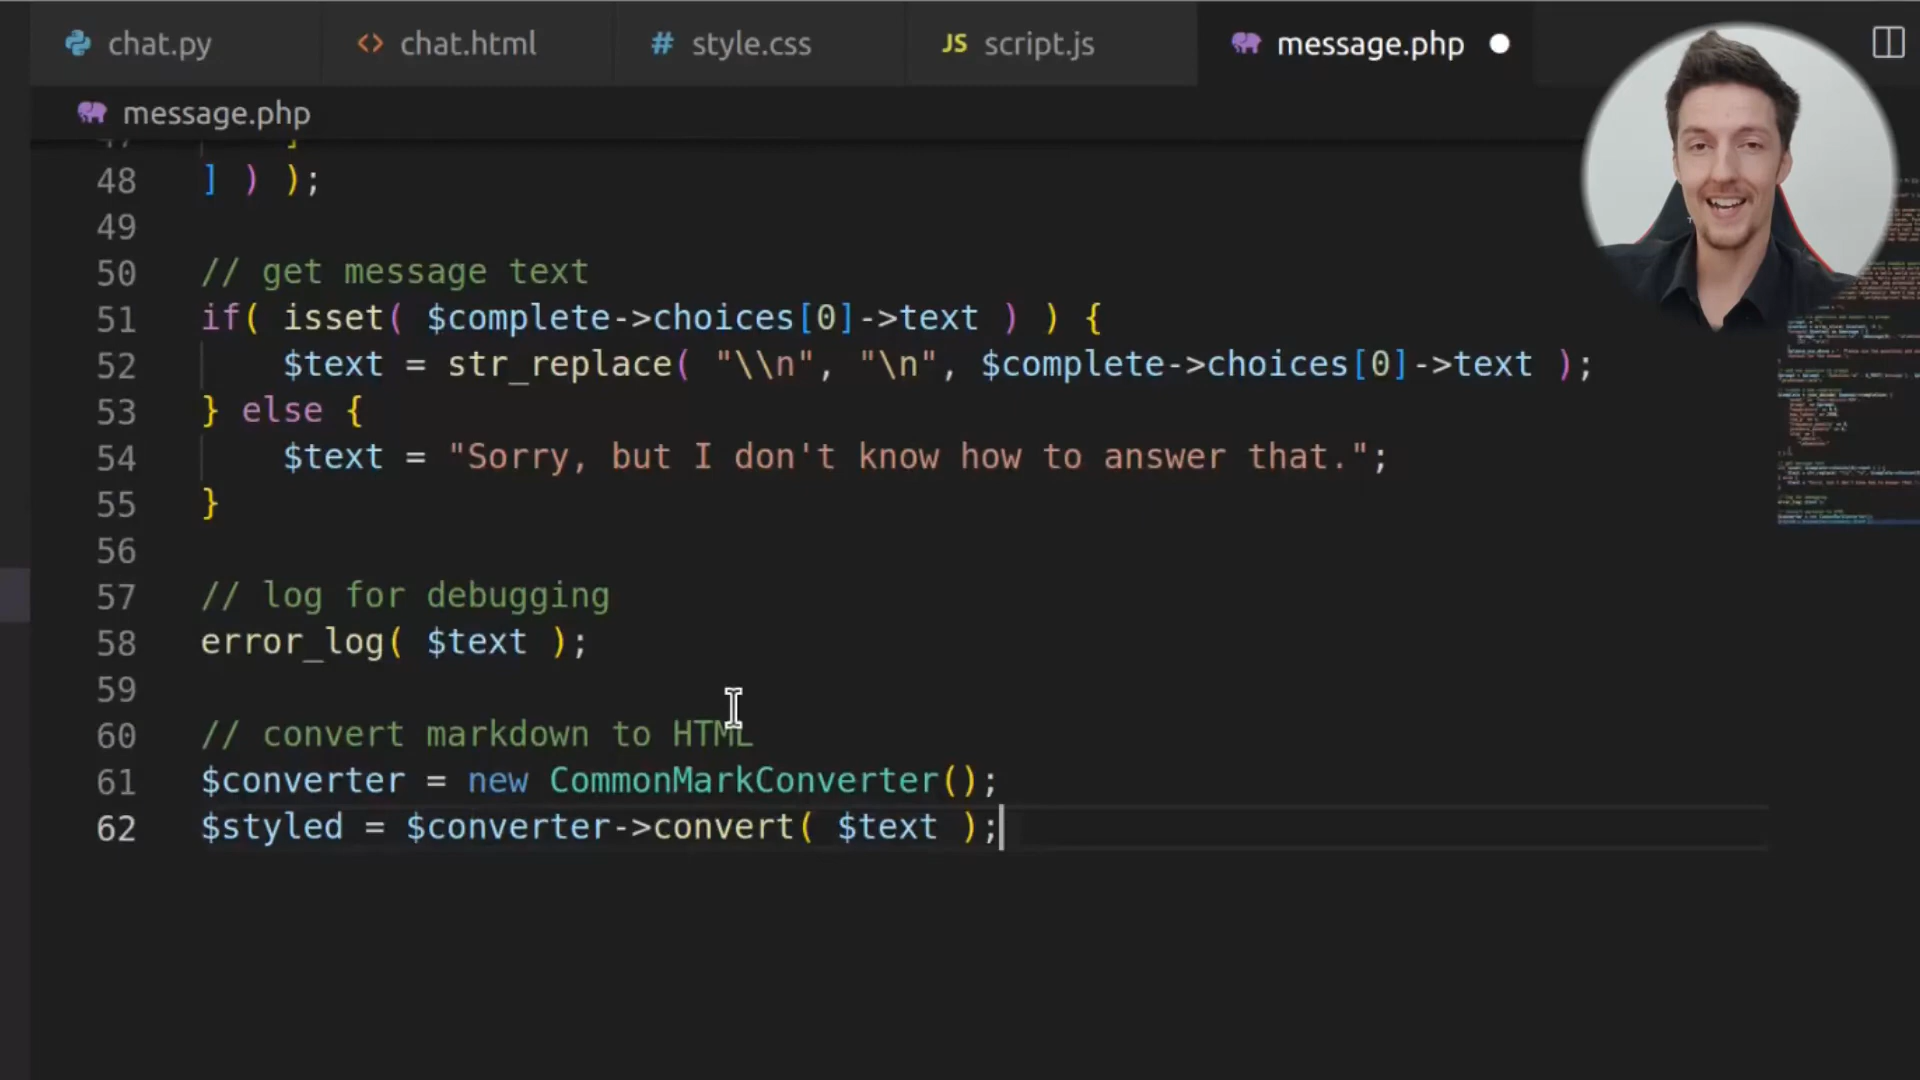 chat.py
chat.html
style.css
JS script.js
message.php
message.php
48 ] ) );
49
50 // get message text
51 if( isset( $complete->choices[0]->text ) ) {
52 $text = str_replace( "\\n", "\n", $complete->choices[0]->text );
53 } else {
54 $text = "Sorry, but I don't know how to answer that.";
55 }
56
57 // log for debugging
58 error_log( $text );
59
60 // convert markdown to HTML
61 $converter = new CommonMarkConverter();
62 $styled = $converter->convert( $text );